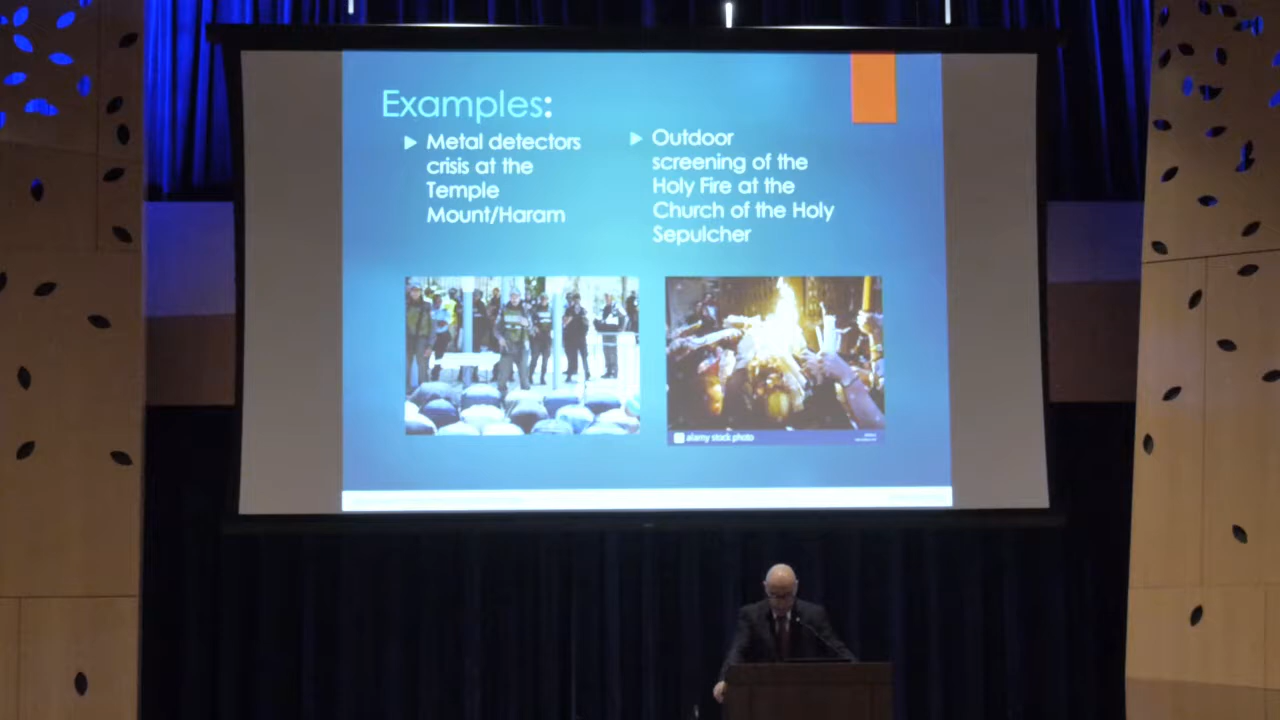 Examples:
Metal detectors
crisis at the
Temple
Mount/Haram
Outdoor
screening of the
Holy Fire at the
Church of the Holy
Sepulcher
alamy stock photo